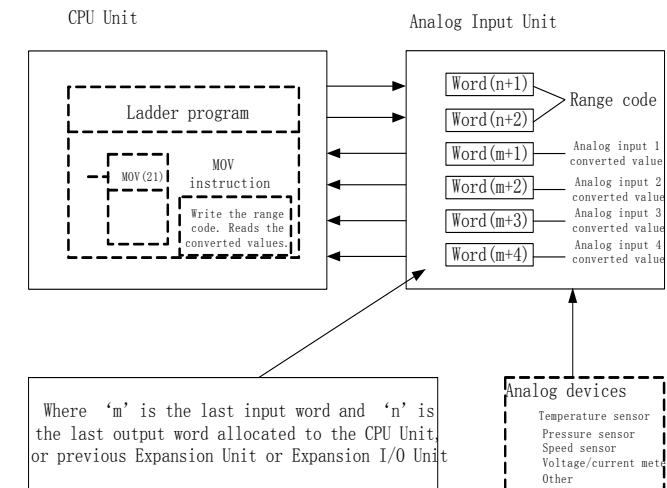 CPU Unit
Analog Input Unit
Ladder program
MOV(21)
MOV
instruction
Write the range
code. Reads the
converted values.
Word(n+1)
Word(n+2)
Range code
Word(m+1)
Analog input 1
converted value
Word(m+2)
Analog input 2
converted value
Word(m+3)
Analog input 3
converted value
Word(m+4)
Analog input 4
converted value
Where ‘m’ is the last input word and ‘n’ is
the last output word allocated to the CPU Unit,
or previous Expansion Unit or Expansion I/O Unit
Analog devices
Temperature sensor
Pressure sensor
Speed sensor
Voltage/current mete
Other